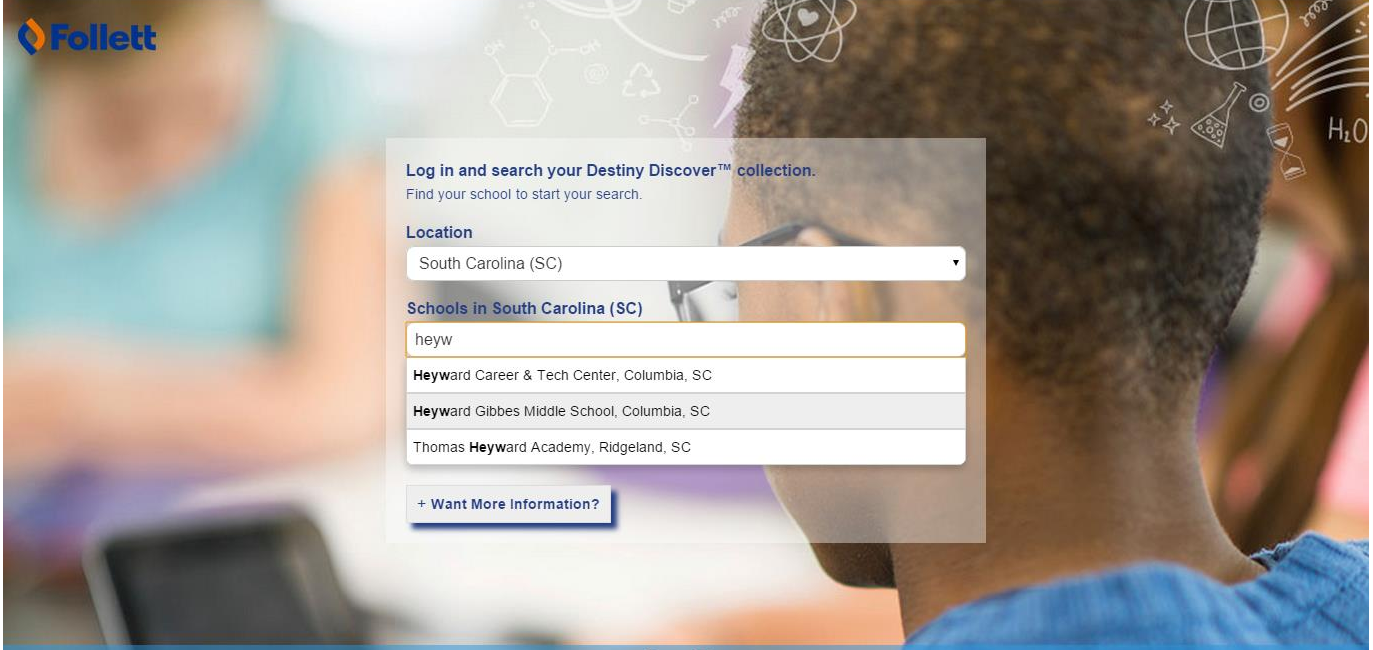 Follett
OH
CH
H₂O
Log in and search your Destiny Discover™ collection.
Find your school to start your search.
Location
South Carolina (SC)
Schools in South Carolina (SC)
heyw
Heyward Career & Tech Center, Columbia, SC
Heyward Gibbes Middle School, Columbia, SC
Thomas Heyward Academy, Ridgeland, SC
+ Want More Information?